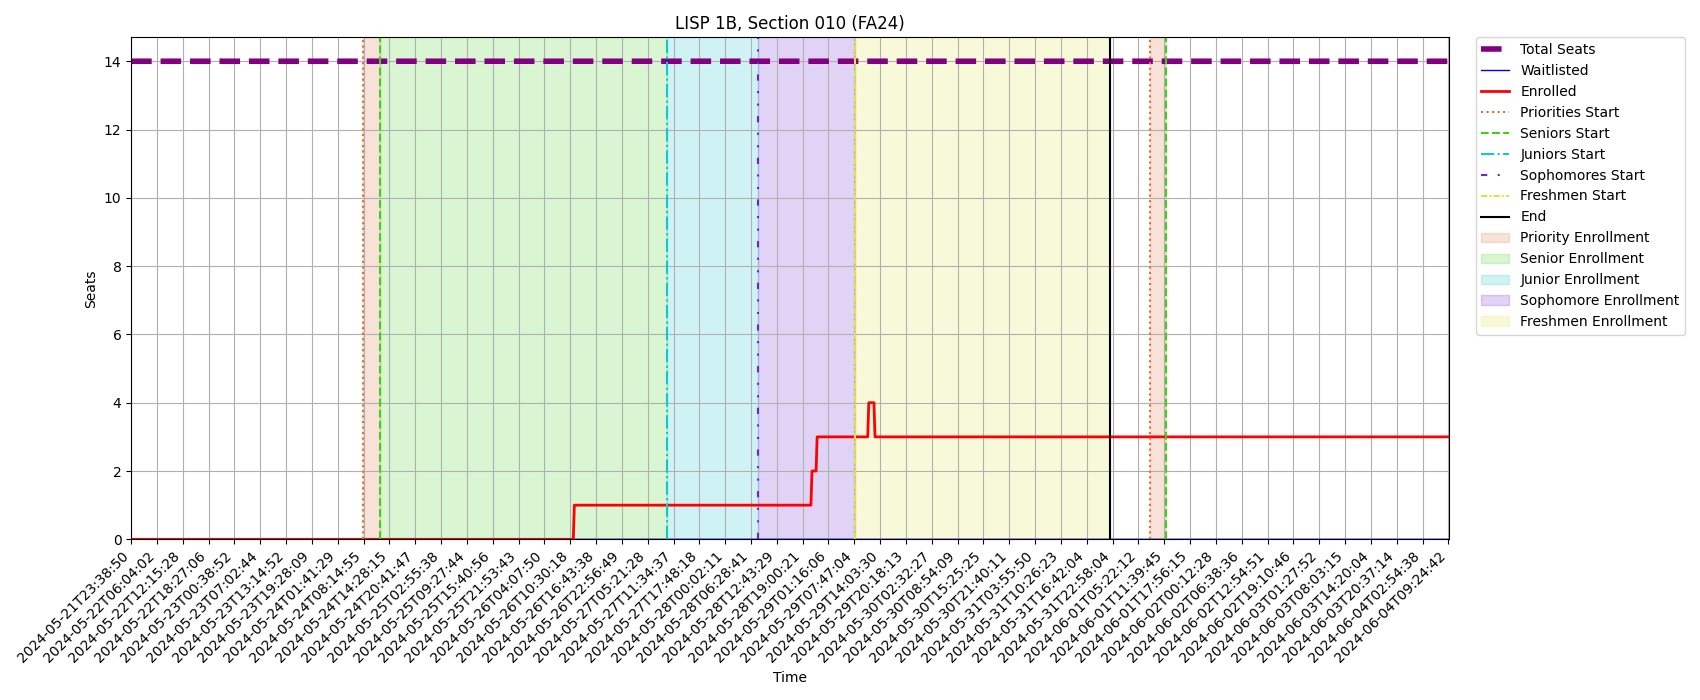 LISP 1B, Section 010 (FA24)
Seats
14
12
10
8
6
4
2
0
2024-05-21T23:38:50
2024-05-22T06:04:02
2024-05-22T12:15:28
2024-05-22T18:27:06
2024-05-23T00:38:52
2024-05-23T07:02:44
2024-05-23T13:14:52
2024-05-23T19:28:09
2024-05-24T01:41:29
2024-05-24T08:14:55
2024-05-24T14:28:15
2024-05-24T20:41:47
2024-05-25T02:55:38
2024-05-25T09:27:44
2024-05-25T15:40:56
2024-05-25T21:53:43
2024-05-26T04:07:50
2024-05-26T10:30:18
2024-05-26T16:43:38
2024-05-26T22:56:49
2024-05-27T05:21:28
2024-05-27T11:34:37
2024-05-27T17:48:18
2024-05-28T00:02:11
2024-05-28T06:28:41
2024-05-28T12:43:29
2024-05-28T19:00:21
2024-05-29T01:16:06
2024-05-29T07:47:04
2024-05-29T14:03:30
2024-05-29T20:18:13
2024-05-30T02:32:27
2024-05-30T08:54:09
2024-05-30T15:25:25
2024-05-30T21:40:11
2024-05-31T03:55:50
2024-05-31T10:26:23
2024-05-31T16:42:04
2024-05-31T22:58:04
2024-06-01T05:22:12
2024-06-01T11:39:45
2024-06-01T17:56:15
2024-06-02T00:12:28
2024-06-02T06:38:36
2024-06-02T12:54:51
2024-06-02T19:10:46
2024-06-03T01:27:52
2024-06-03T08:03:15
2024-06-03T14:20:04
2024-06-03T20:37:14
2024-06-04T02:54:38
2024-06-04T09:24:42
Time
Total Seats
Waitlisted
Enrolled
Priorities Start
Seniors Start
Juniors Start
Sophomores Start
Freshmen Start
End
Priority Enrollment
Senior Enrollment
Junior Enrollment
Sophomore Enrollment
Freshmen Enrollment